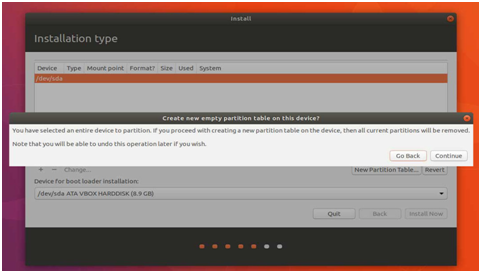 Install
Installation type
Device Type Mount point Format? Size Used System
/dev/sda
Create new empty partition table on this device?
You have selected an entire device to partition. If you proceed with creating a new partition table on the device, then all current partitions will be removed.
Note that you will be able to undo this operation later if you wish.
Go Back Continue
+ - Change... New Partition Table... Revert
Device for boot loader installation:
/dev/sda ATA VBOX HARDDISK (8.9 GB)
Quit Back Install Now